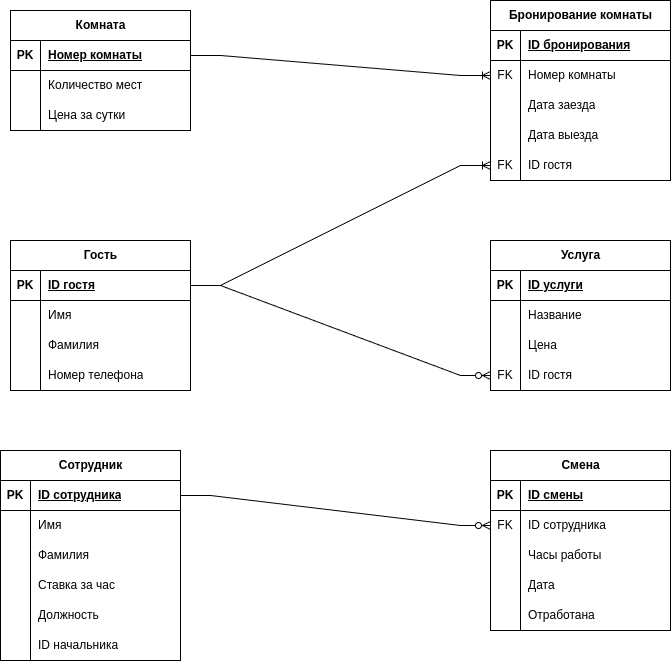 Комната
PK Номер комнаты
Количество мест
Цена за сутки
Бронирование комнаты
PK ID бронирования
FK Номер комнаты
Дата заезда
Дата выезда
FK ID гостя
Гость
PK ID гостя
Имя
Фамилия
Номер телефона
Услуга
PK ID услуги
Название
Цена
FK ID гостя
Сотрудник
PK ID сотрудника
Имя
Фамилия
Ставка за час
Должность
ID начальника
Смена
PK ID смены
FK ID сотрудника
Часы работы
Дата
Отработана